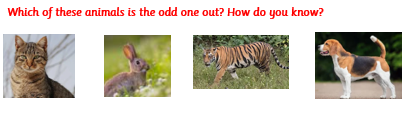 Which of these animals is the odd one out? How do you know?